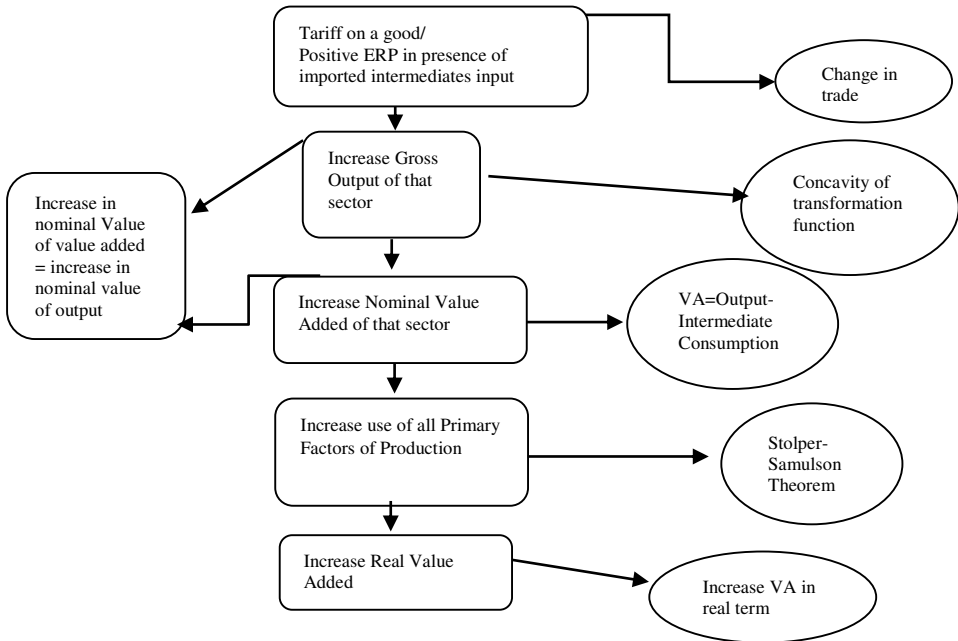 Tariff on a good/
Positive ERP in presence of
imported intermediates input
Change in
trade
Increase Gross
Output of that
sector
Concavity of
transformation
function
Increase in
nominal Value
of value added
= increase in
nominal value
of output
Increase Nominal Value
Added of that sector
VA=Output-
Intermediate
Consumption
Increase use of all Primary
Factors of Production
Stolper-
Samulson
Theorem
Increase Real Value
Added
Increase VA in
real term